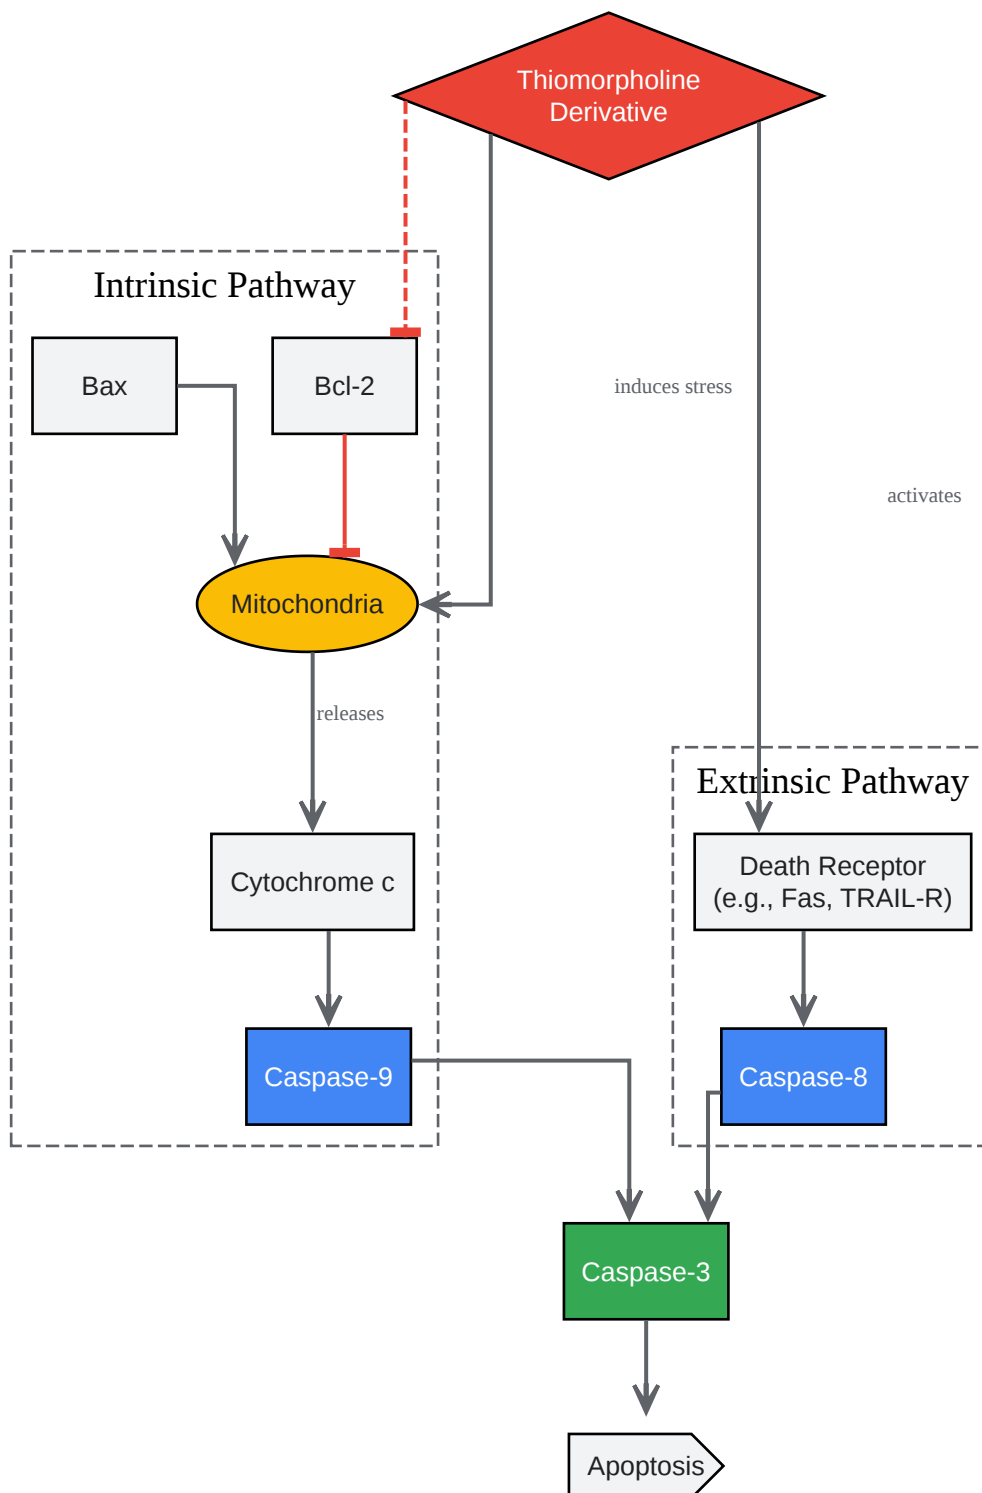 Thiomorpholine
Derivative
Intrinsic Pathway
Bax
Bcl-2
induces stress
activates
Mitochondria
releases
Extrinsic Pathway
Cytochrome c
Death Receptor
(e.g., Fas, TRAIL-R)
Caspase-9
Caspase-8
Caspase-3
Apoptosis